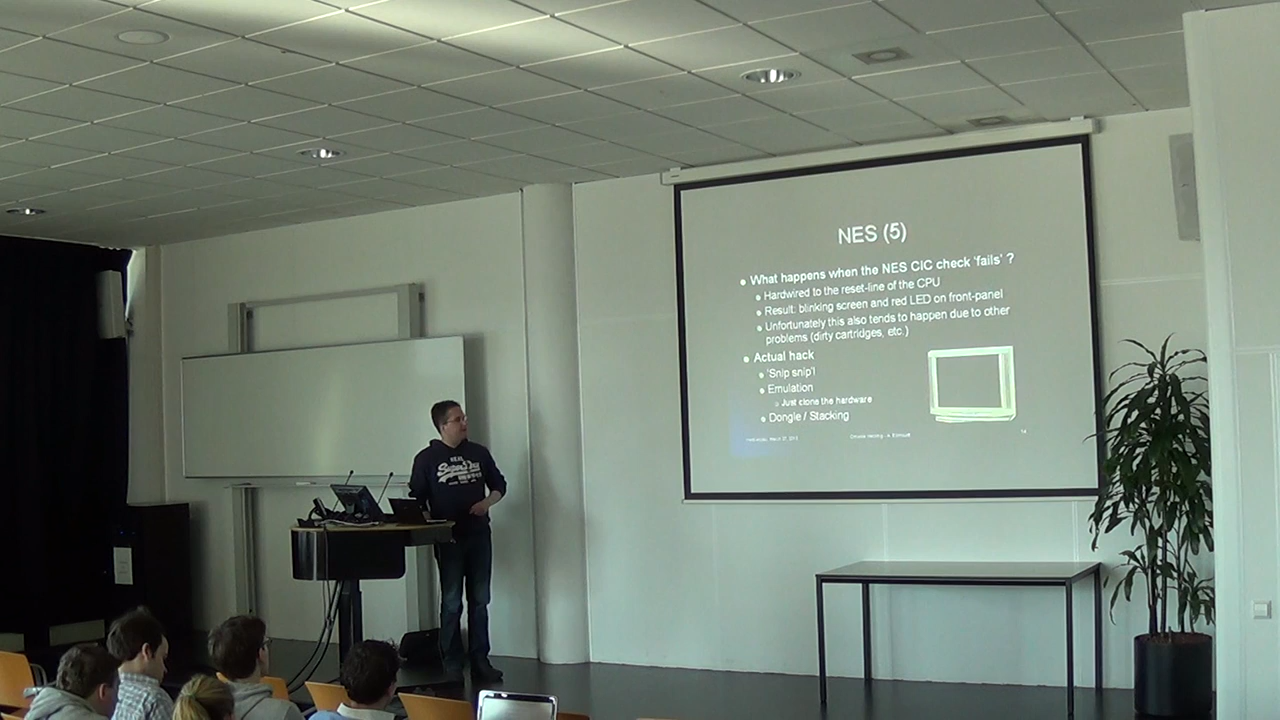 NES (5)
What happens when the NES CIC check 'fails' ?
Hardwired to the reset-line of the CPU
Result: blinking screen and red LED on front-panel
Unfortunately this also tends to happen due to other
problems (dirty cartridges, etc.)
Actual hack
'Snip snip'!
Emulation
Just clone the hardware
Dongle / Stacking
14
Superdry